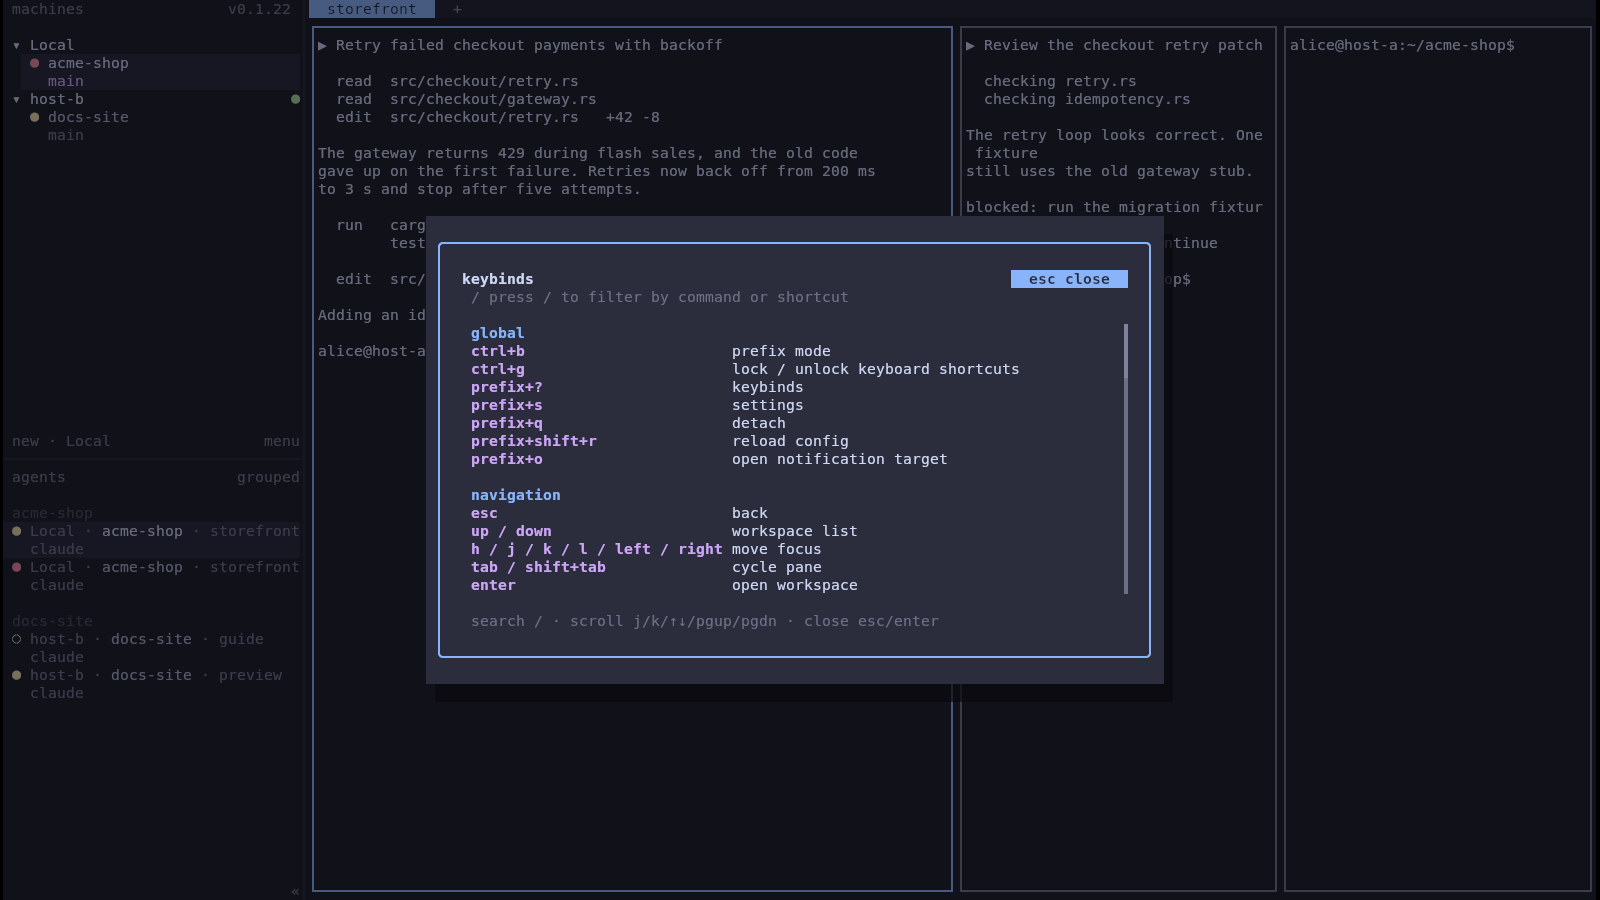 machines v0.1.22
▾ Local
acme-shop
main
▾ host-b
docs-site
main
new · Local menu
agents grouped
acme-shop
Local · acme-shop · storefront
claude
Local · acme-shop · storefront
claude
docs-site
host-b · docs-site · guide
claude
host-b · docs-site · preview
claude
«
storefront +
▶ Retry failed checkout payments with backoff
read src/checkout/retry.rs
read src/checkout/gateway.rs
edit src/checkout/retry.rs +42 -8
The gateway returns 429 during flash sales, and the old code
gave up on the first failure. Retries now back off from 200 ms
to 3 s and stop after five attempts.
run carg
test
edit src/
Adding an id
alice@host-a
▶ Review the checkout retry patch
checking retry.rs
checking idempotency.rs
The retry loop looks correct. One
fixture
still uses the old gateway stub.
blocked: run the migration fixtur
ntinue
op$
alice@host-a:~/acme-shop$
keybinds esc close
/ press / to filter by command or shortcut
global
ctrl+b prefix mode
ctrl+g lock / unlock keyboard shortcuts
prefix+? keybinds
prefix+s settings
prefix+q detach
prefix+shift+r reload config
prefix+o open notification target
navigation
esc back
up / down workspace list
h / j / k / l / left / right move focus
tab / shift+tab cycle pane
enter open workspace
search / · scroll j/k/↑↓/pgup/pgdn · close esc/enter